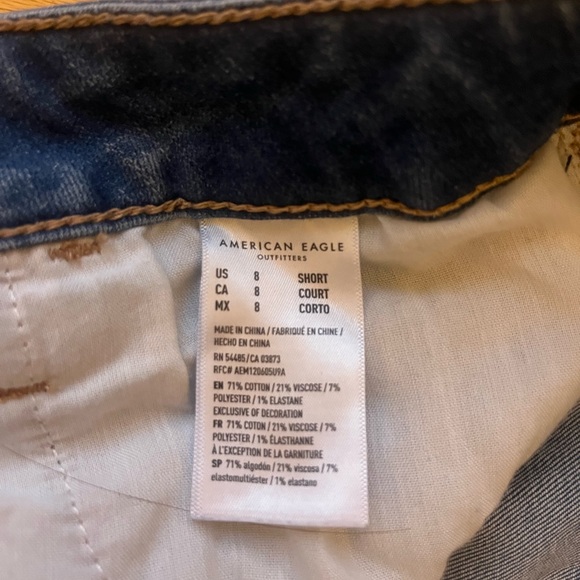 AMERICAN EAGLE
OUTFITTERS
US 8 SHORT
CA 8 COURT
MX 8 CORTO
MADE IN CHINA / FABRIQUÉ EN CHINE /
HECHO EN CHINA
RN 54485/CA 03873
RFC# AEM120605U9A
EN 71% COTTON / 21% VISCOSE / 7%
POLYESTER / 1% ELASTANE
EXCLUSIVE OF DECORATION
FR 71% COTON / 21% VISCOSE / 7%
POLYESTER / 1% ÉLASTHANNE
À L'EXCEPTION DE LA GARNITURE
SP 71% algodón / 21% viscosa / 7%
elastomultiéster / 1% elastano